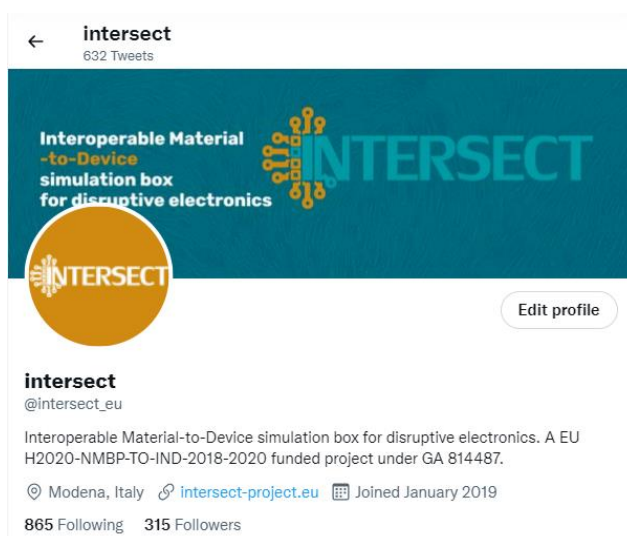 intersect
632 Tweets
Interoperable Material
-to-Device
simulation box
for disruptive electronics
INTERSECT
INTERSECT
Edit profile
intersect
@intersect_eu
Interoperable Material-to-Device simulation box for disruptive electronics. A EU
H2020-NMBP-TO-IND-2018-2020 funded project under GA 814487.
Modena, Italy intersect-project.eu Joined January 2019
865 Following 315 Followers